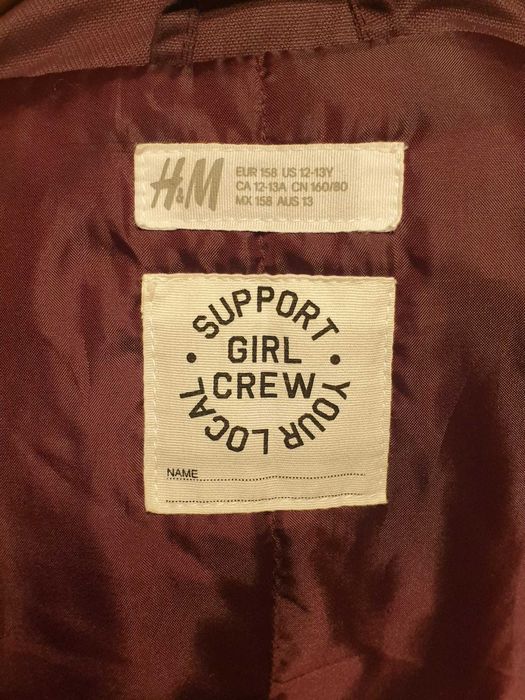 H&M
EUR 158 US 12-13Y
CA 12-13A CN 160/80
MX 158 AUS 13
• SUPPORT •
GIRL
CREW
YOUR LOCAL
NAME